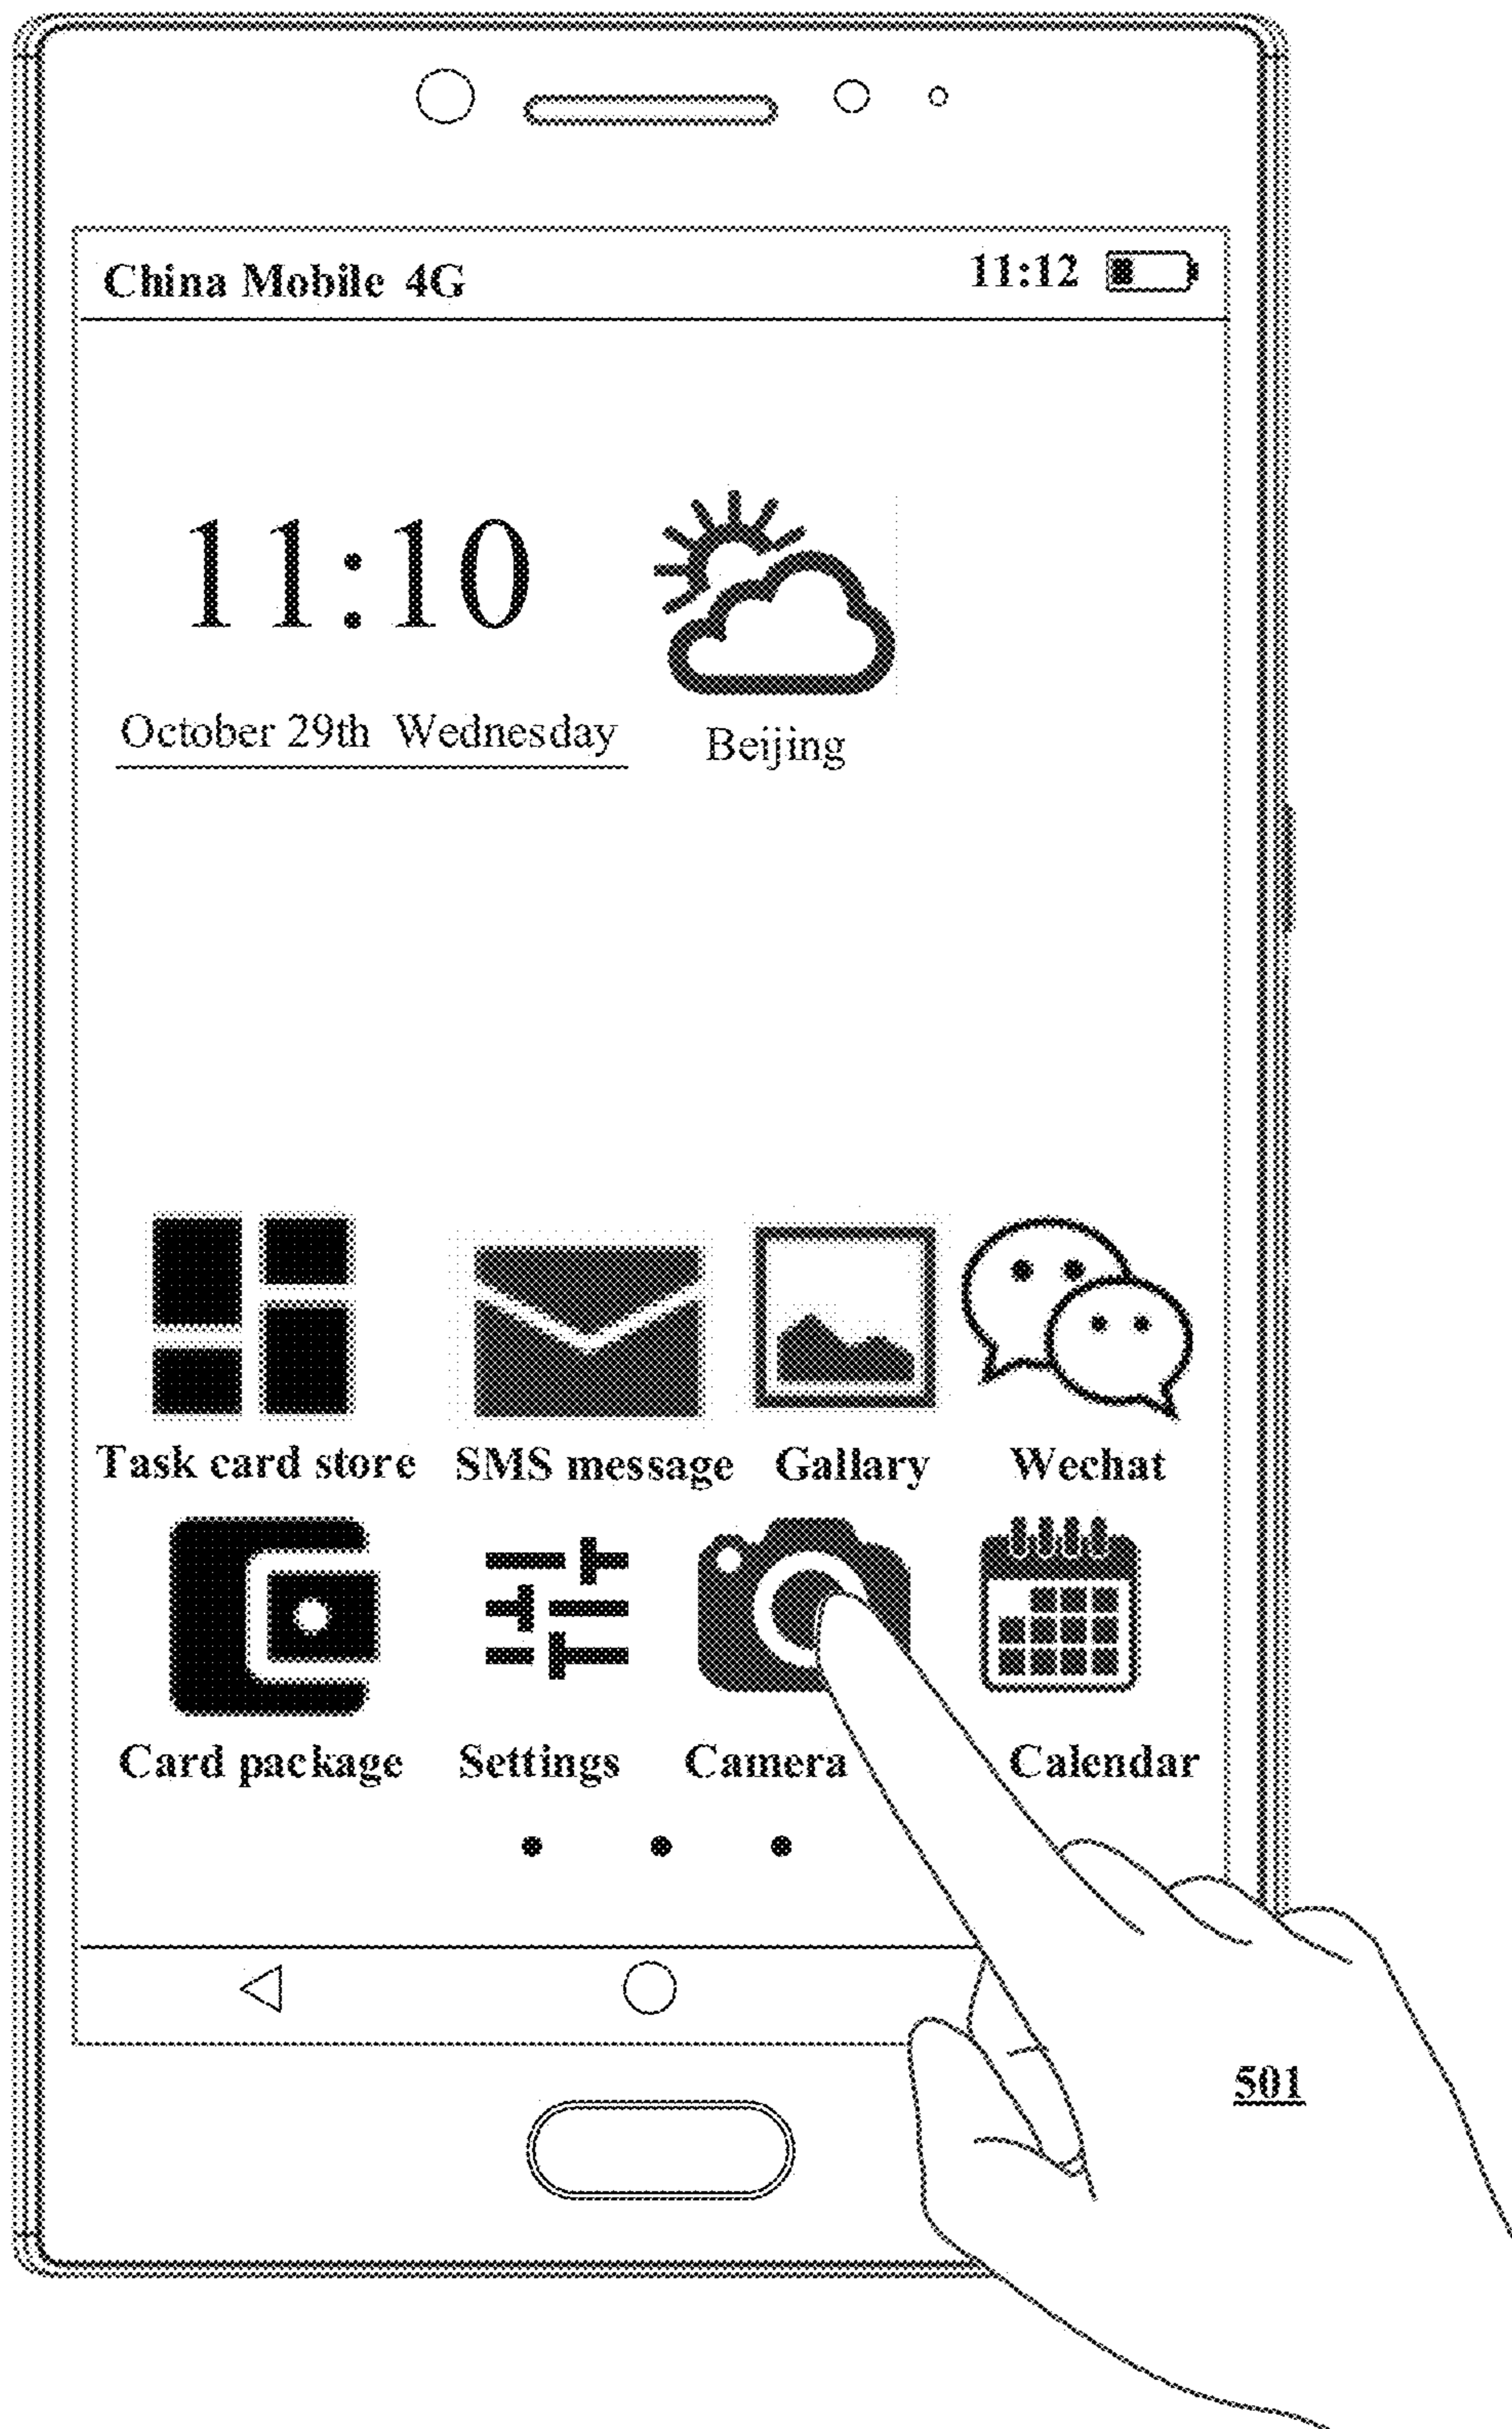 China Mobile 4G 11:12
11:10
October 29th Wednesday Beijing
Task card store SMS message Gallary Wechat
Card package Settings Camera Calendar
501